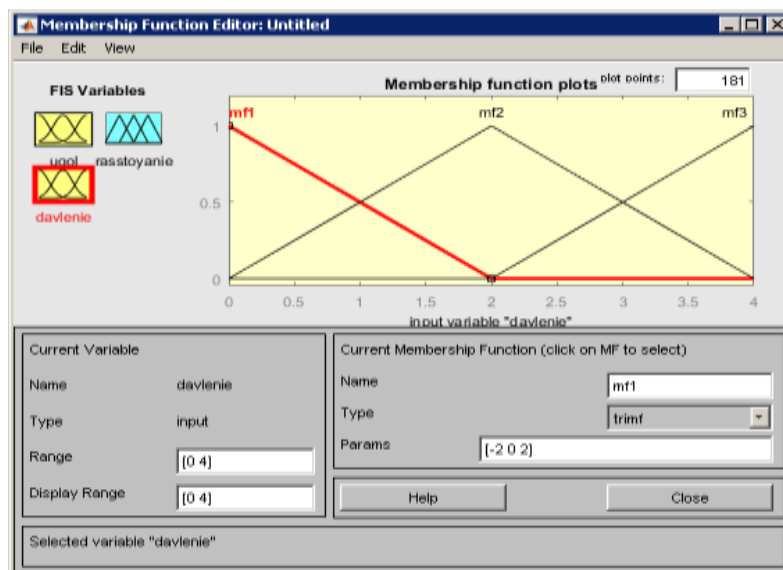 Membership Function Editor: Untitled
File Edit View
FIS Variables
ugol rasstoyanie
davlenie
Membership function plots plot points: 181
mf1 mf2 mf3
1
0.5
0
0 0.5 1 1.5 2 2.5 3 3.5 4
input variable "davlenie"
Current Variable
Name davlenie
Type input
Range [0 4]
Display Range [0 4]
Current Membership Function (click on MF to select)
Name mf1
Type trimf
Params [-2 0 2]
Help Close
Selected variable "davlenie"